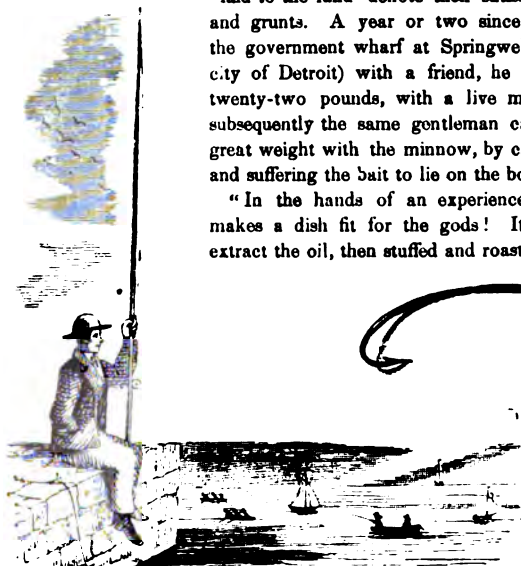 and grunts. A year or two since
the government wharf at Springwe
city of Detroit) with a friend, he
twenty-two pounds, with a live m
subsequently the same gentleman c
great weight with the minnow, by c
and suffering the bait to lie on the bo
"In the hands of an experience
makes a dish fit for the gods! It
extract the oil, then stuffed and roast